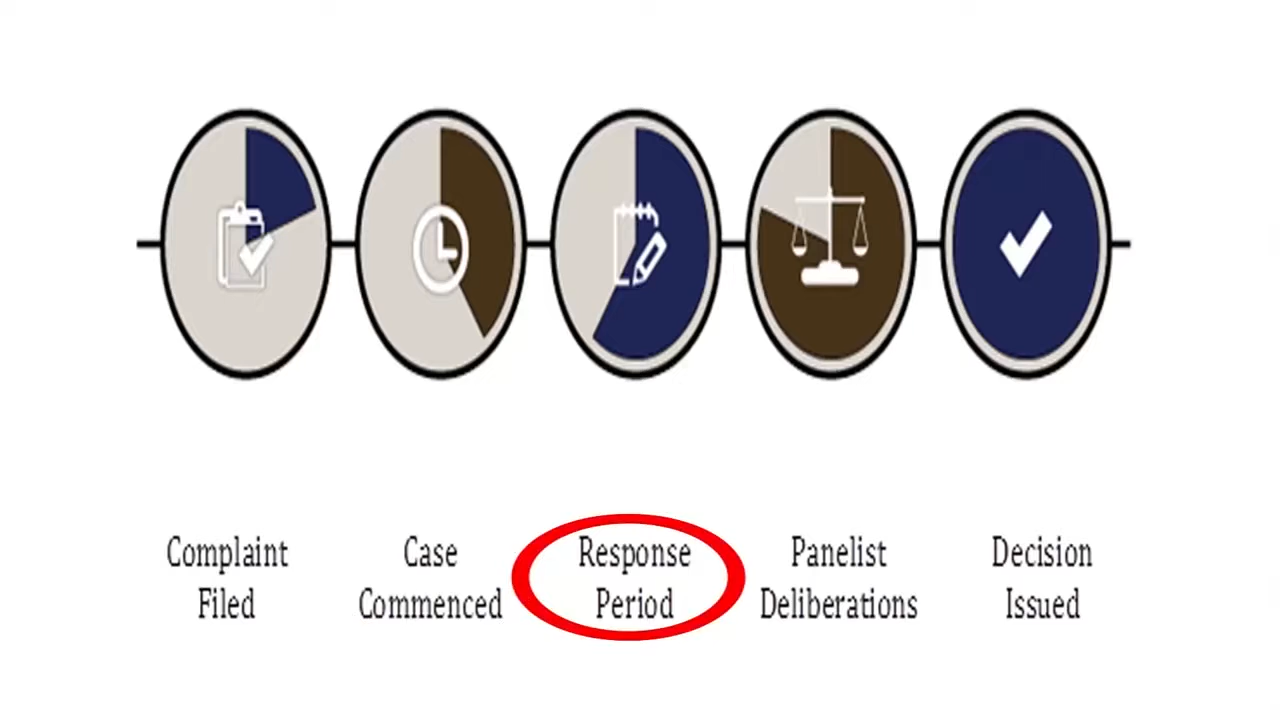 Complaint
Filed
Case
Commenced
Response
Period
Panelist
Deliberations
Decision
Issued